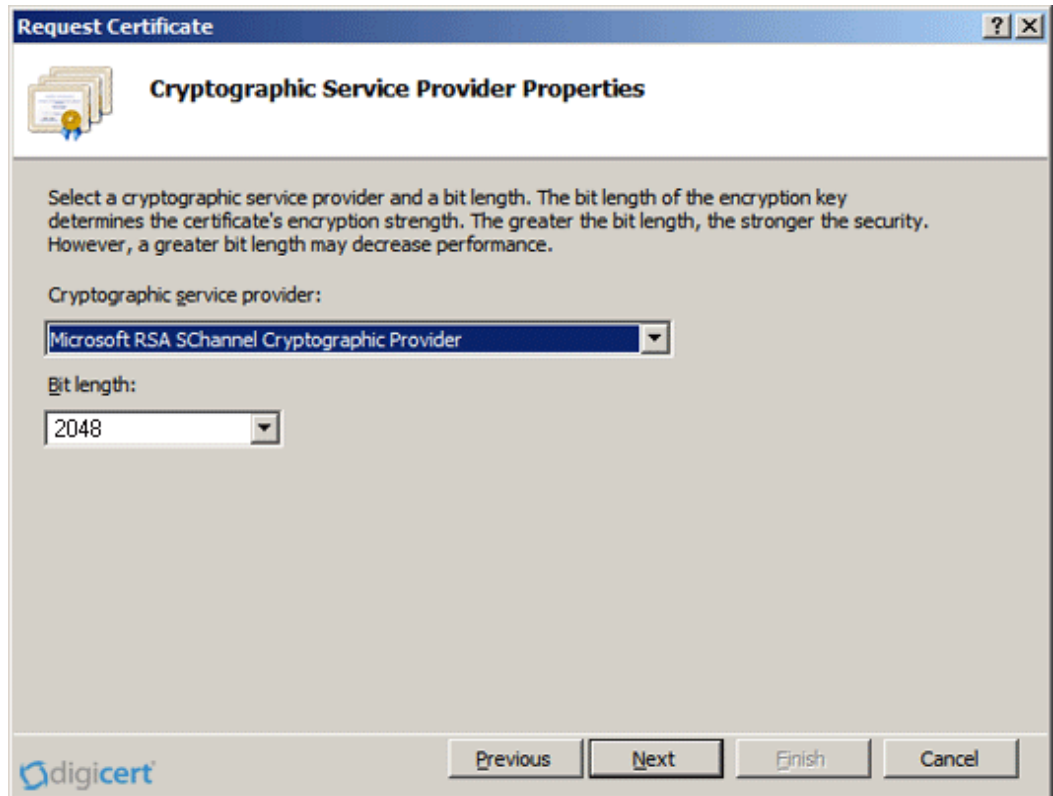 Request Certificate
?
Cryptographic Service Provider Properties
Select a cryptographic service provider and a bit length. The bit length of the encryption key
determines the certificate's encryption strength. The greater the bit length, the stronger the security.
However, a greater bit length may decrease performance.
Cryptographic service provider:
Microsoft RSA SChannel Cryptographic Provider
Bit length:
2048
Previous Next Finish Cancel
digicert